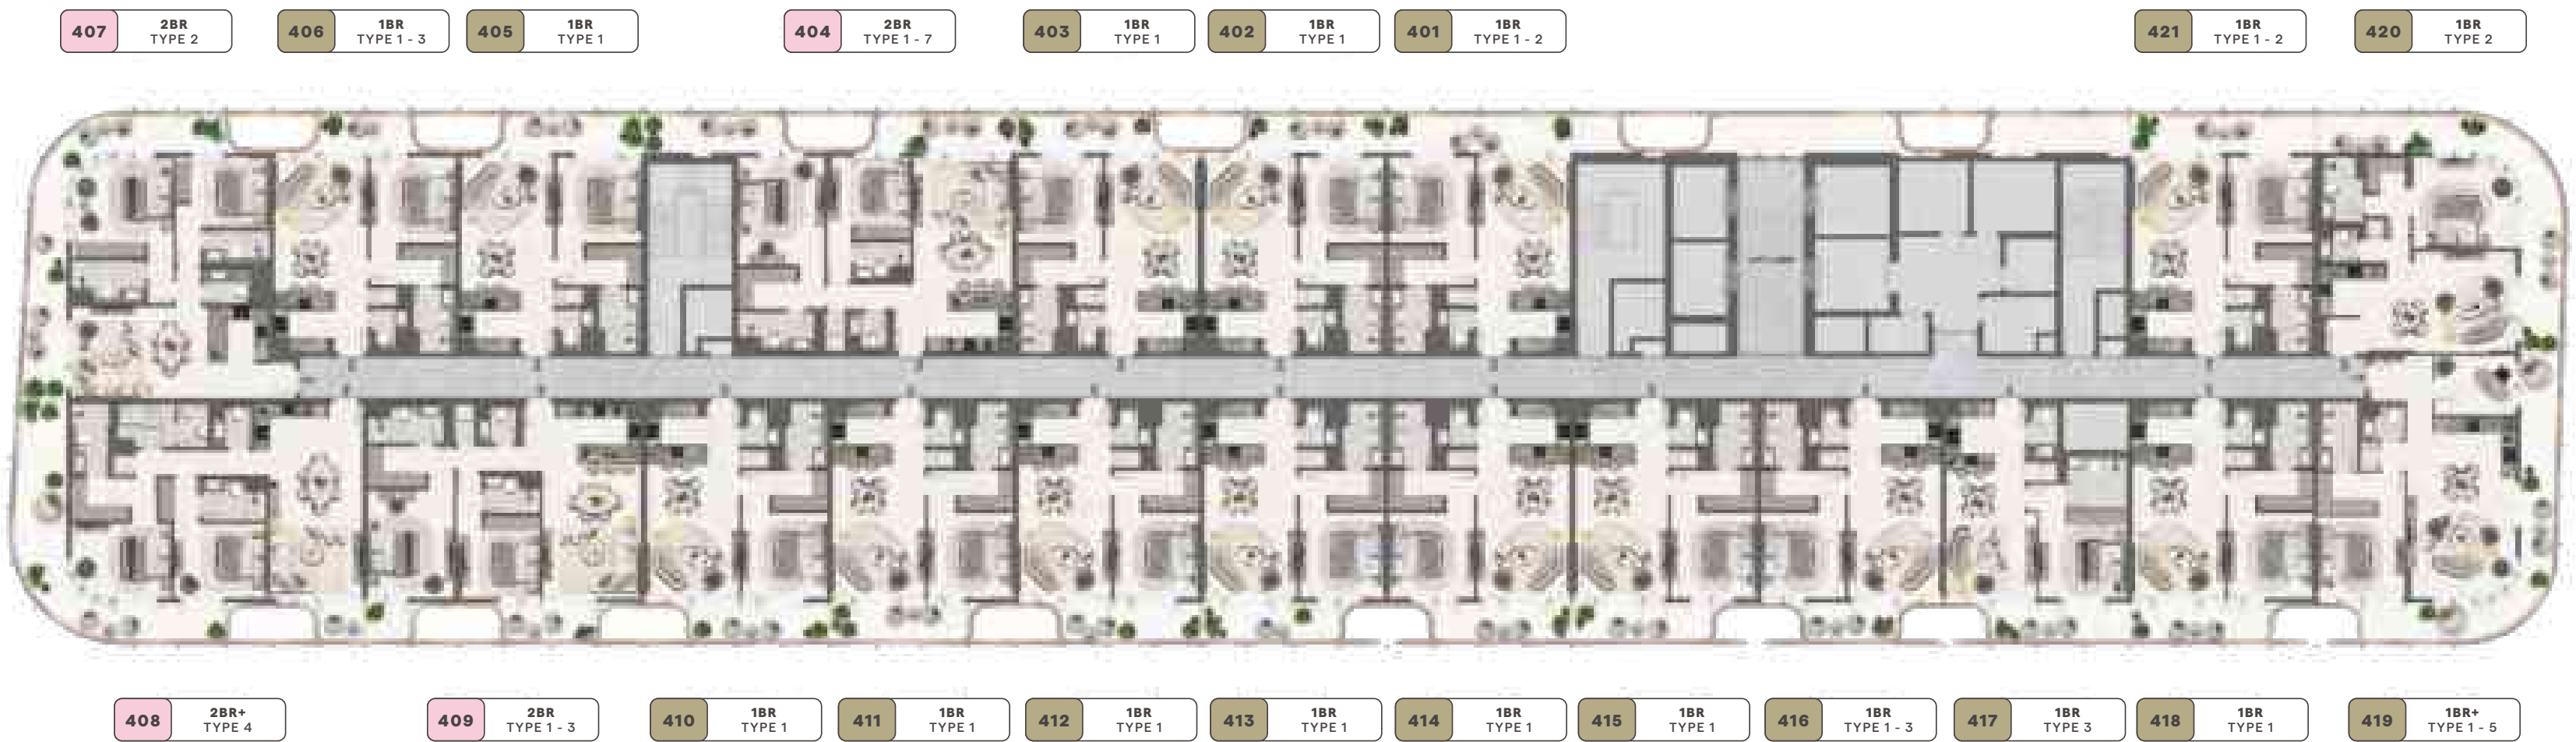 407 2BR TYPE 2
406 1BR TYPE 1 - 3
405 1BR TYPE 1
404 2BR TYPE 1 - 7
403 1BR TYPE 1
402 1BR TYPE 1
401 1BR TYPE 1 - 2
421 1BR TYPE 1 - 2
420 1BR TYPE 2
408 2BR+ TYPE 4
409 2BR TYPE 1 - 3
410 1BR TYPE 1
411 1BR TYPE 1
412 1BR TYPE 1
413 1BR TYPE 1
414 1BR TYPE 1
415 1BR TYPE 1
416 1BR TYPE 1 - 3
417 1BR TYPE 3
418 1BR TYPE 1
419 1BR+ TYPE 1 - 5